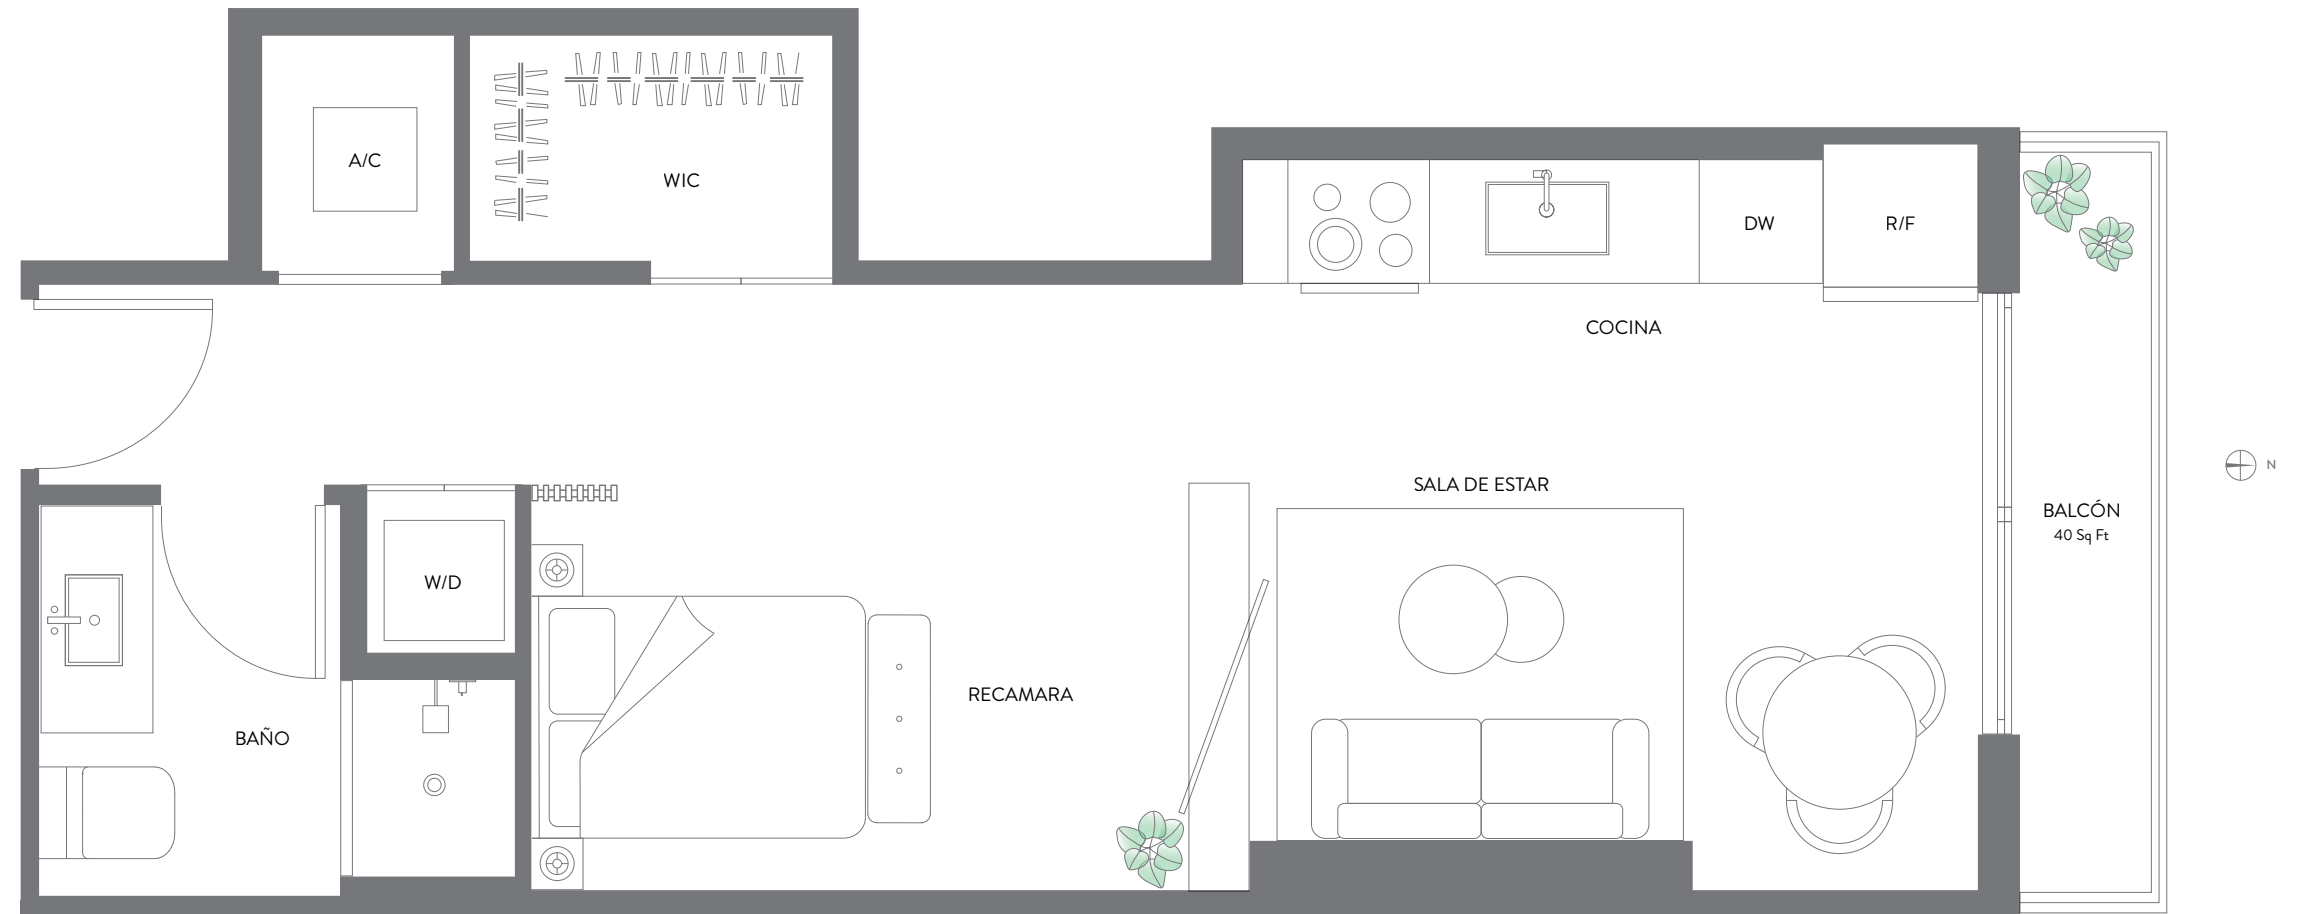 A/C
WIC
DW
R/F
COCINA
SALA DE ESTAR
BALCÓN
40 Sq Ft
N
W/D
RECAMARA
BAÑO